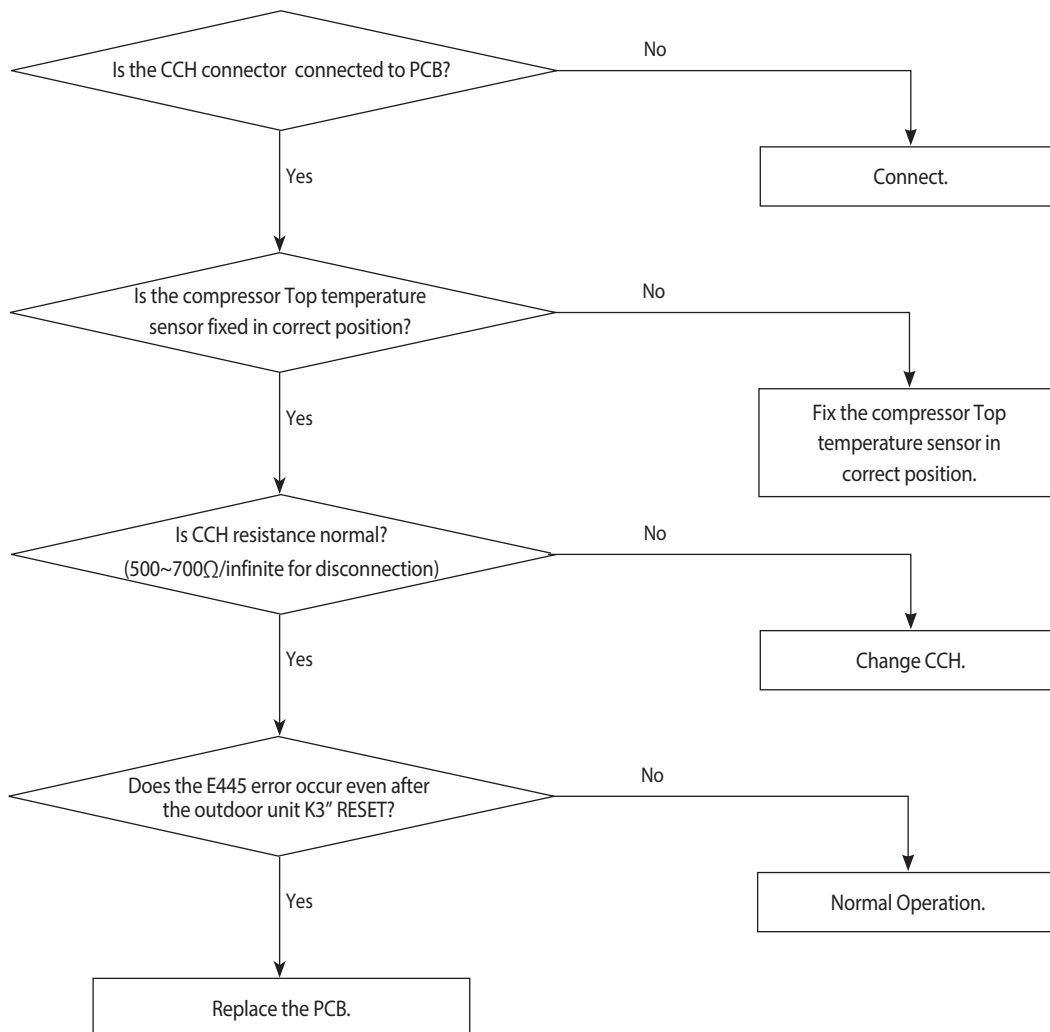 Is the CCH connector connected to PCB?
No
Connect.
Yes
Is the compressor Top temperature
sensor fixed in correct position?
No
Fix the compressor Top
temperature sensor in
correct position.
Yes
Is CCH resistance normal?
(500~700Ω/infinite for disconnection)
No
Change CCH.
Yes
Does the E445 error occur even after
the outdoor unit K3” RESET?
No
Normal Operation.
Yes
Replace the PCB.